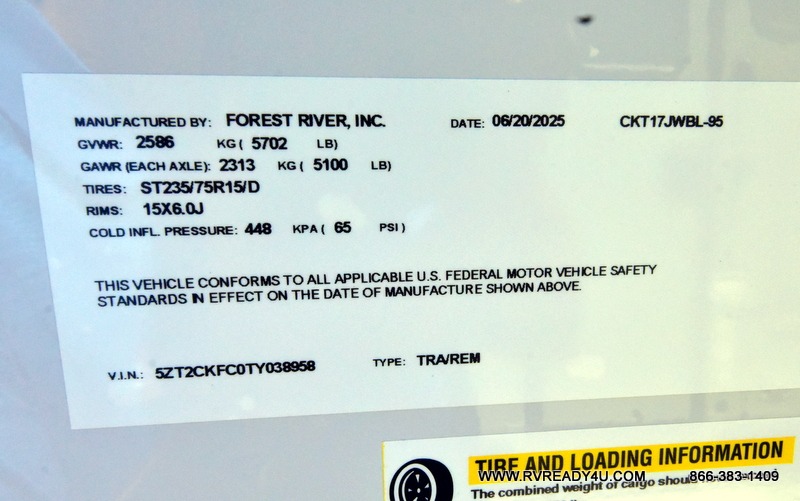 MANUFACTURED BY: FOREST RIVER, INC. DATE: 06/20/2025 CKT17JWBL-95
GVWR: 2586 KG ( 5702 LB)
GAWR (EACH AXLE): 2313 KG ( 5100 LB)
TIRES: ST235/75R15/D
RIMS: 15X6.0J
COLD INFL. PRESSURE: 448 KPA ( 65 PSI )
THIS VEHICLE CONFORMS TO ALL APPLICABLE U.S. FEDERAL MOTOR VEHICLE SAFETY
STANDARDS IN EFFECT ON THE DATE OF MANUFACTURE SHOWN ABOVE.
V.I.N.: 5ZT2CKFC0TY038958 TYPE: TRA/REM
TIRE AND LOADING INFORMATION
WWW.RVREADY4U.COM 866-383-1409
The combined weight of cargo should